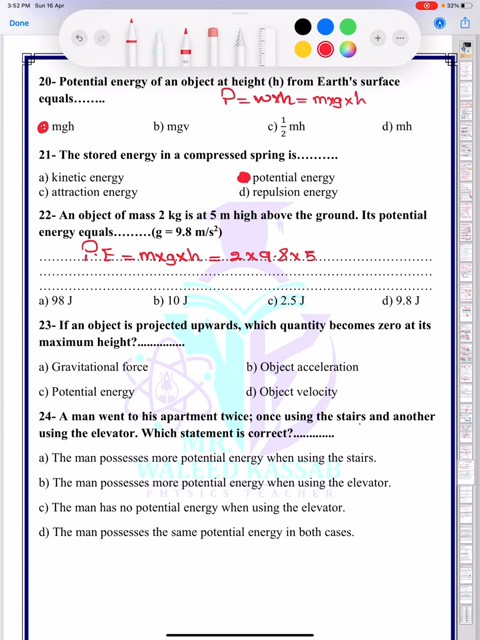 3:52 PM Sun 16 Apr
32%
Done
20- Potential energy of an object at height (h) from Earth's surface
equals……..
P = w×h = m×g×h
a) mgh b) mgv c) 1/2 mh d) mh
21- The stored energy in a compressed spring is……….
a) kinetic energy b) potential energy
c) attraction energy d) repulsion energy
22- An object of mass 2 kg is at 5 m high above the ground. Its potential
energy equals………(g = 9.8 m/s²)
P.E = m×g×h = 2×9.8×5
a) 98 J b) 10 J c) 2.5 J d) 9.8 J
23- If an object is projected upwards, which quantity becomes zero at its
maximum height?...............
a) Gravitational force b) Object acceleration
c) Potential energy d) Object velocity
24- A man went to his apartment twice; once using the stairs and another
using the elevator. Which statement is correct?.............
MR.
WALEED KASSAB
PHYSICS TEACHER
a) The man possesses more potential energy when using the stairs.
b) The man possesses more potential energy when using the elevator.
c) The man has no potential energy when using the elevator.
d) The man possesses the same potential energy in both cases.